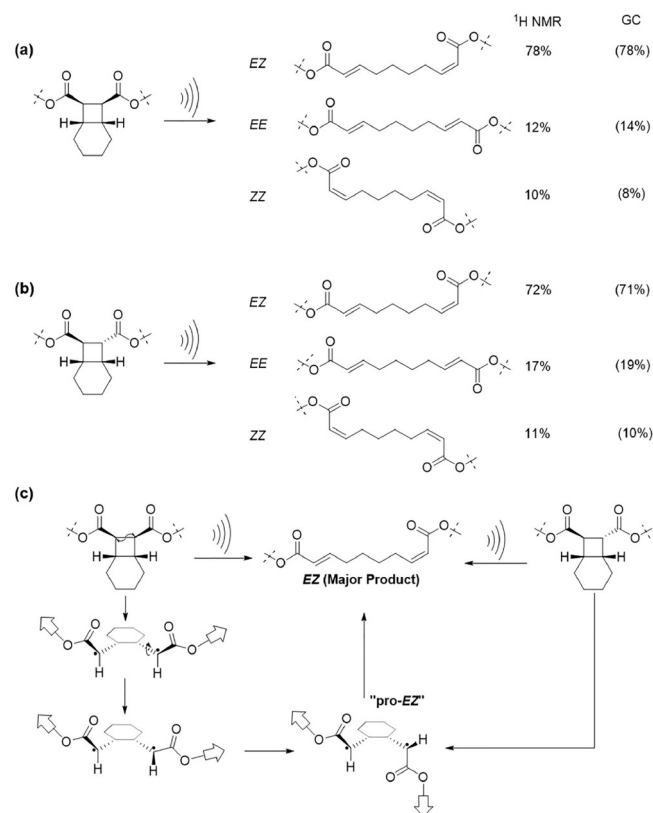 ¹H NMR GC
(a)
EZ 78% (78%)
EE 12% (14%)
ZZ 10% (8%)
(b)
EZ 72% (71%)
EE 17% (19%)
ZZ 11% (10%)
(c)
EZ (Major Product)
"pro-EZ"